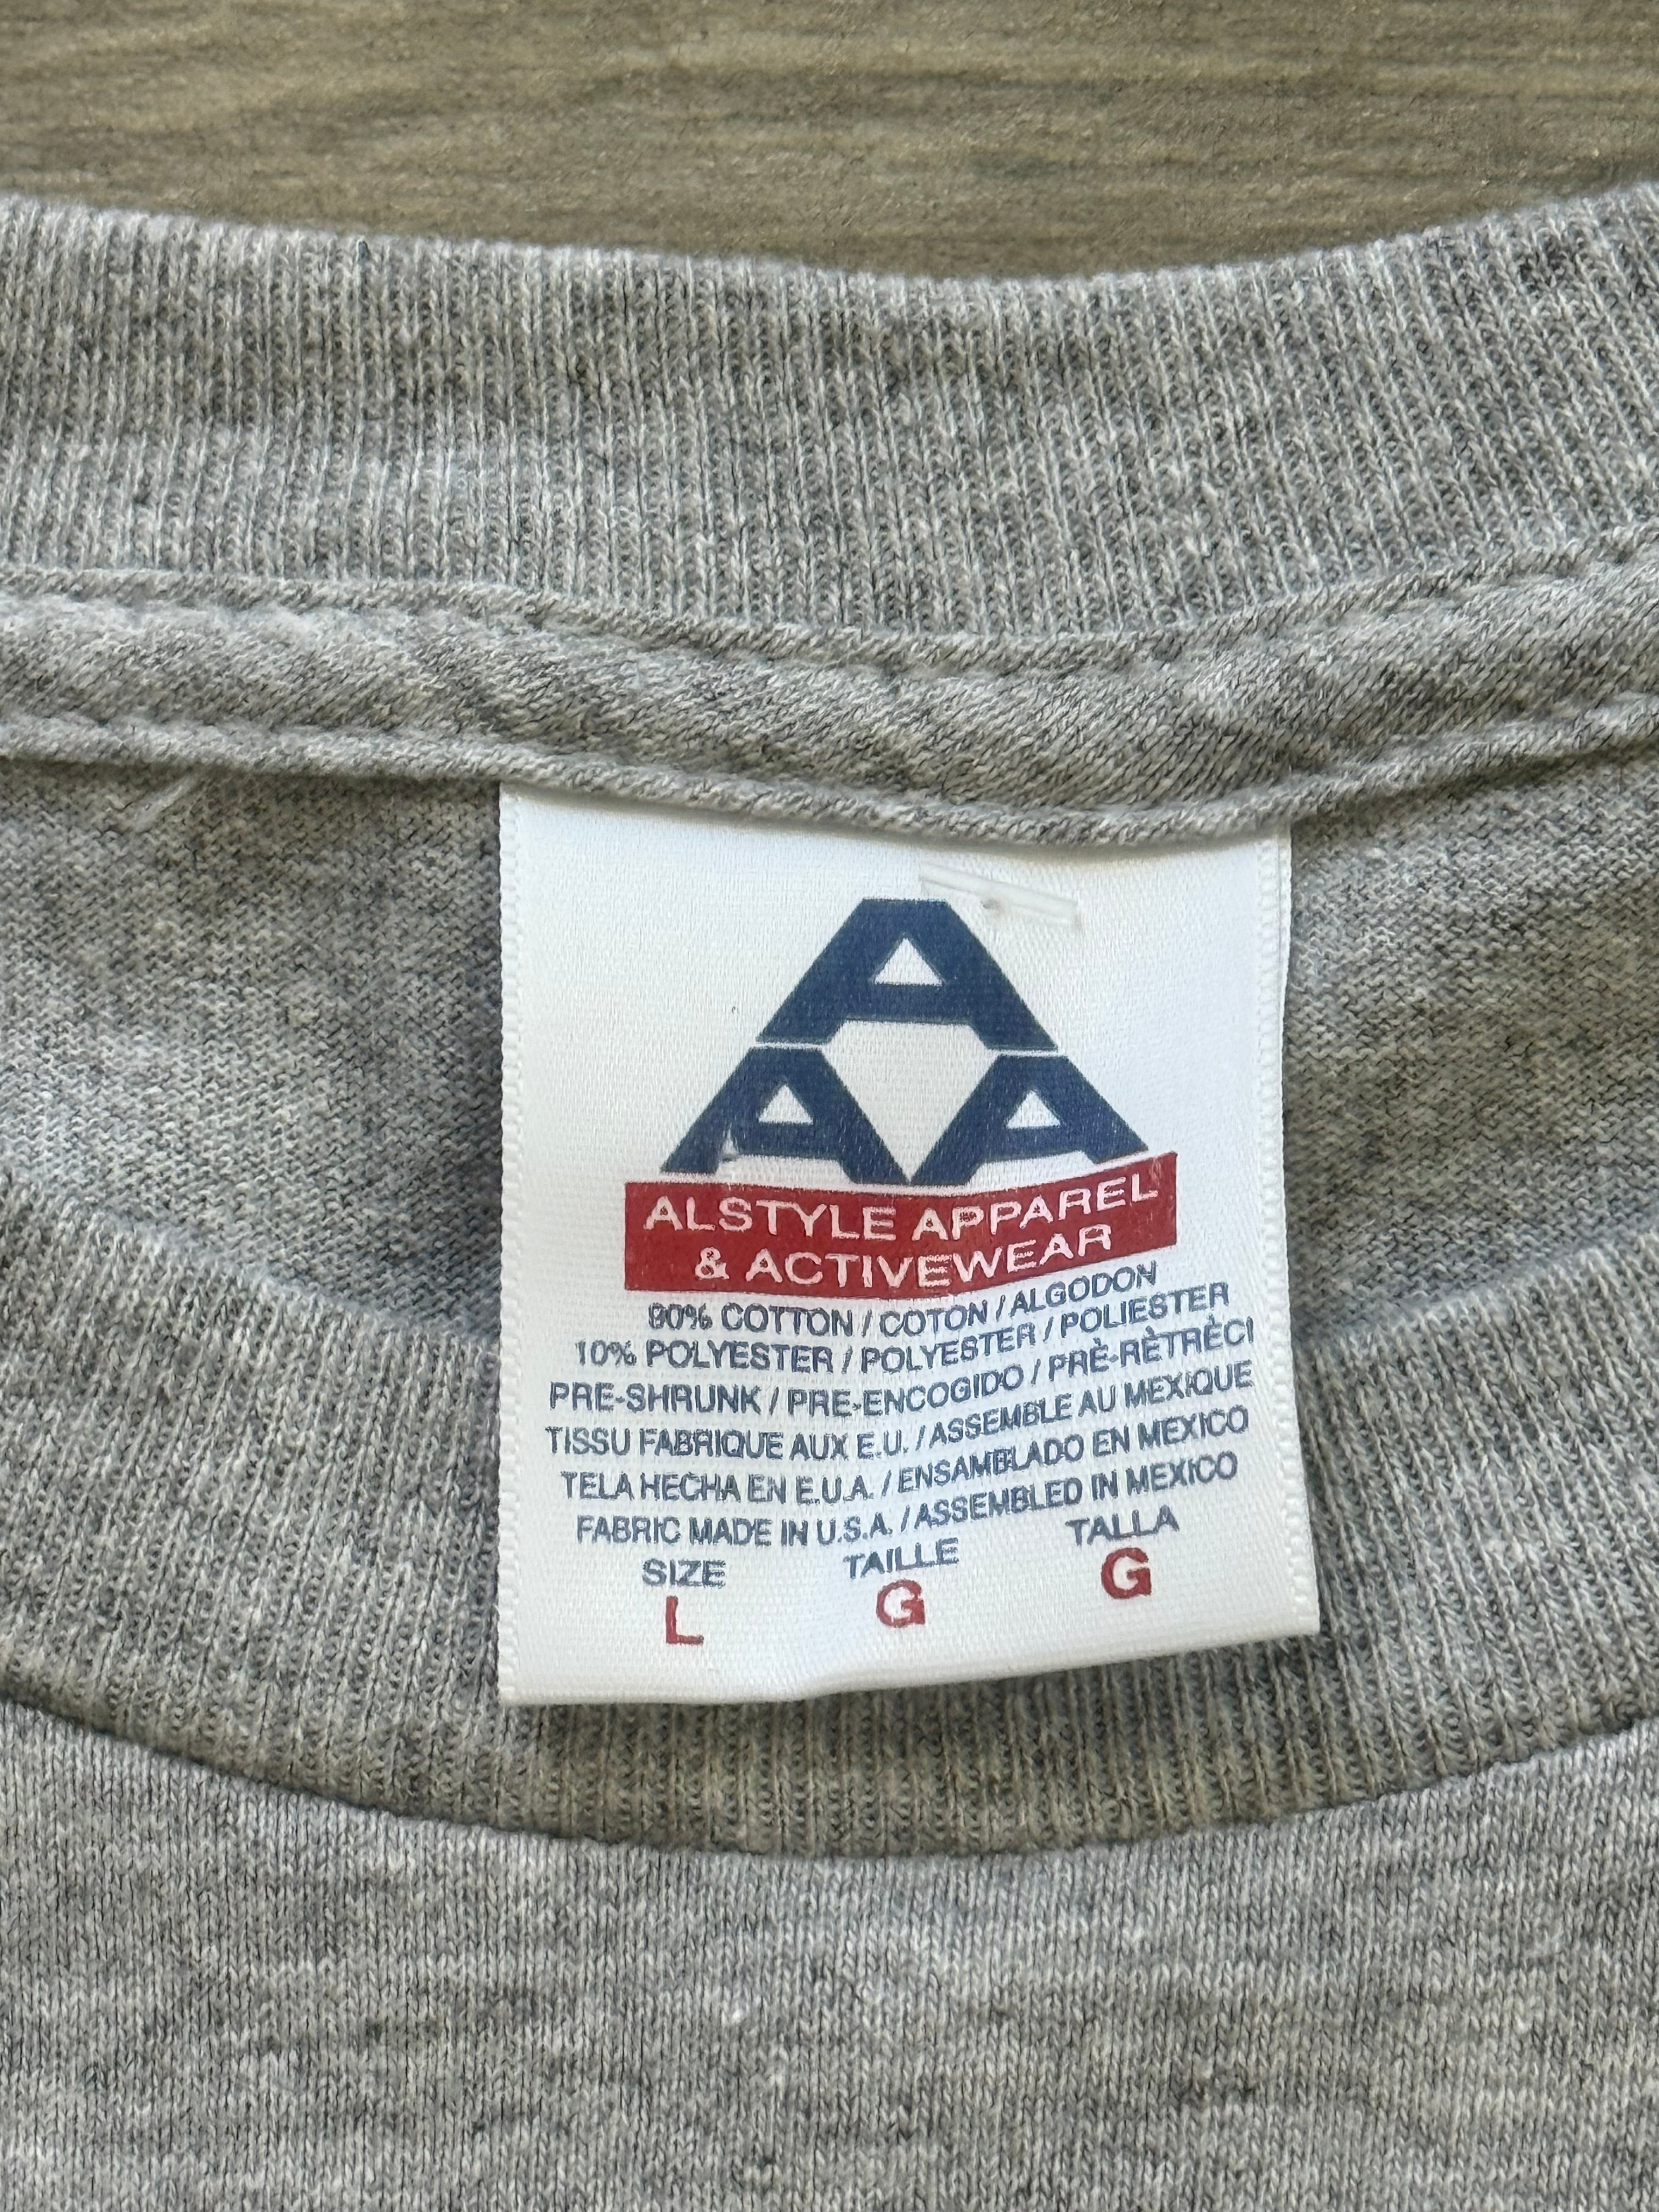 A
A A
ALSTYLE APPAREL
& ACTIVEWEAR
90% COTTON / COTON / ALGODON
10% POLYESTER / POLYESTER / POLIESTER
PRE-SHRUNK / PRE-ENCOGIDO / PRÈ-RÈTRÈCI
TISSU FABRIQUE AUX E.U. / ASSEMBLE AU MEXIQUE
TELA HECHA EN E.U.A. / ENSAMBLADO EN MEXICO
FABRIC MADE IN U.S.A. / ASSEMBLED IN MEXICO
SIZE TAILLE TALLA
L G G